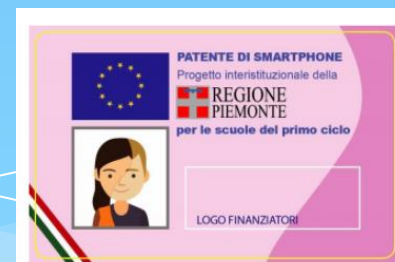 PATENTE DI SMARTPHONE
Progetto interistituzionale della
REGIONE
PIEMONTE
per le scuole del primo ciclo
LOGO FINANZIATORI